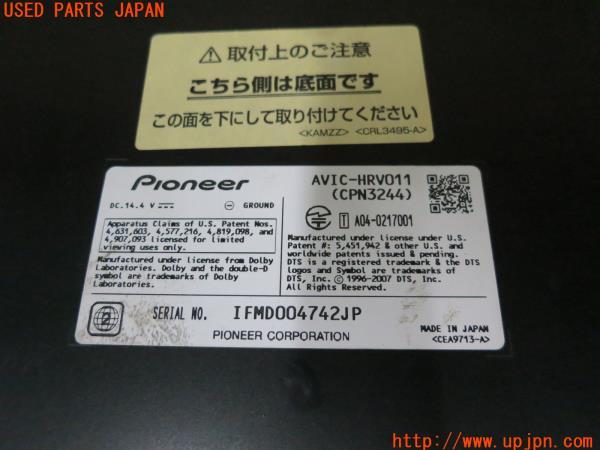 USED PARTS JAPAN
⚠ 取付上のご注意
こちら側は底面です
この面を下にして取り付けてください
<KAMZZ> <CRL3495-A>
Pioneer
AVIC-HRV011
(CPN3244)
DC.14.4 V ⎓ ⊖ GROUND
T A04-0217001
Apparatus Claims of U.S. Patent Nos.
4,631,603, 4,577,216, 4,819,098, and
4,907,093 licensed for limited
viewing uses only.
Manufactured under license from Dolby
Laboratories. Dolby and the double-D
symbol are trademarks of Dolby
Laboratories.
Manufactured under license under U.S.
Patent #: 5,451,942 & other U.S. and
worldwide patents issued & pending.
DTS is a registered trademark & the DTS
logos and Symbol are trademarks of
DTS, Inc. © 1996-2007 DTS, Inc.
All Rights Reserved.
2
SERIAL NO. IFMD004742JP
PIONEER CORPORATION
MADE IN JAPAN
<CEA9713-A>
http://www.upjpn.com/